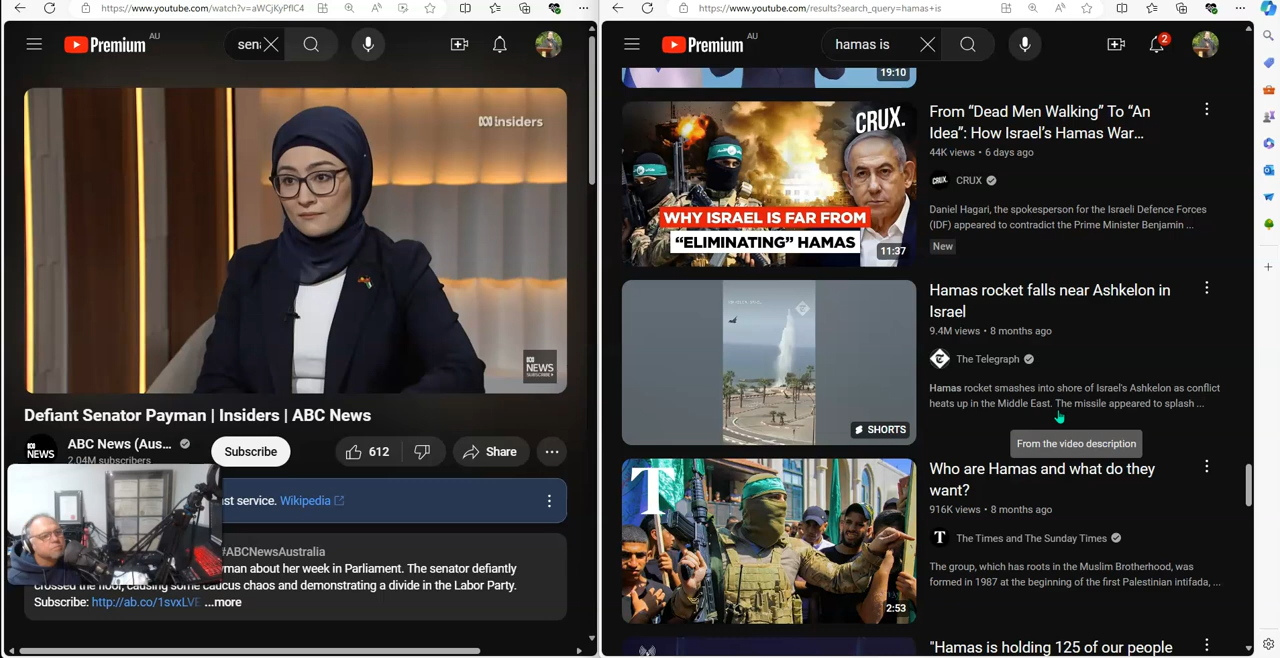 https://www.youtube.com/watch?v=aWCjKyPflC4
Premium AU
sen
insiders
NEWS
SUBSCRIBE
Defiant Senator Payman | Insiders | ABC News
NEWS
ABC News (Aus...
2.04M subscribers
Subscribe
612
Share
st service. Wikipedia
#ABCNewsAustralia
yman about her week in Parliament. The senator defiantly
crossed the floor, causing some caucus chaos and demonstrating a divide in the Labor Party.
Subscribe: http://ab.co/1svxLVE ...more
https://www.youtube.com/results?search_query=hamas+is
Premium AU
hamas is
2
19:10
CRUX.
WHY ISRAEL IS FAR FROM
“ELIMINATING” HAMAS
11:37
From “Dead Men Walking” To “An
Idea”: How Israel’s Hamas War...
44K views • 6 days ago
CRUX.
CRUX
Daniel Hagari, the spokesperson for the Israeli Defence Forces
(IDF) appeared to contradict the Prime Minister Benjamin ...
New
SHORTS
Hamas rocket falls near Ashkelon in
Israel
9.4M views • 8 months ago
The Telegraph
Hamas rocket smashes into shore of Israel's Ashkelon as conflict
heats up in the Middle East. The missile appeared to splash ...
From the video description
T
2:53
Who are Hamas and what do they
want?
916K views • 8 months ago
T
The Times and The Sunday Times
The group, which has roots in the Muslim Brotherhood, was
formed in 1987 at the beginning of the first Palestinian intifada, ...
"Hamas is holding 125 of our people